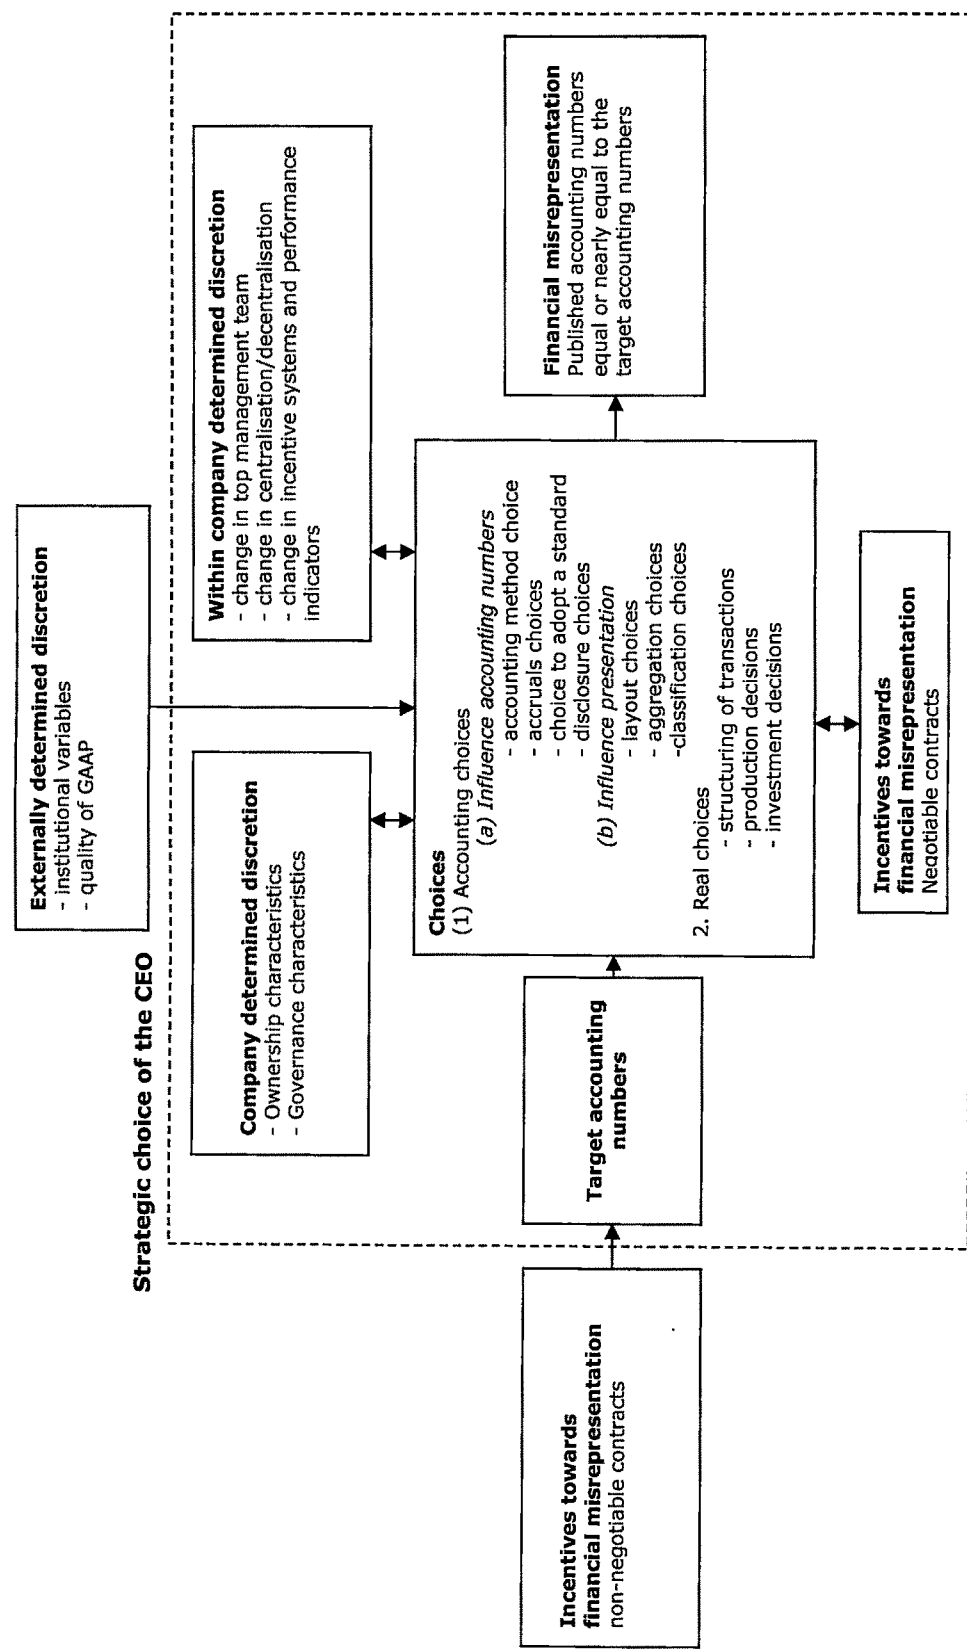 Strategic choice of the CEO
Externally determined discretion
- institutional variables
- quality of GAAP
Company determined discretion
- Ownership characteristics
- Governance characteristics
Within company determined discretion
- change in top management team
- change in centralisation/decentralisation
- change in incentive systems and performance
indicators
Incentives towards
financial misrepresentation
non-negotiable contracts
Target accounting
numbers
Choices
(1) Accounting choices
(a) Influence accounting numbers
- accounting method choice
- accruals choices
- choice to adopt a standard
- disclosure choices
(b) Influence presentation
- layout choices
- aggregation choices
-classification choices
2. Real choices
- structuring of transactions
- production decisions
- investment decisions
Financial misrepresentation
Published accounting numbers
equal or nearly equal to the
target accounting numbers
Incentives towards
financial misrepresentation
Negotiable contracts